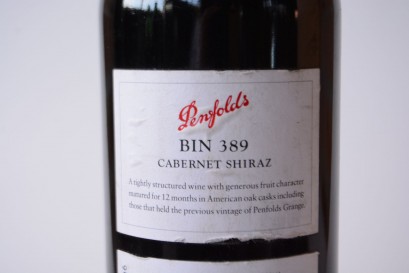 Penfolds
BIN 389
CABERNET SHIRAZ
A tightly structured wine with generous fruit character
matured for 12 months in American oak casks including
those that held the previous vintage of Penfolds Grange.